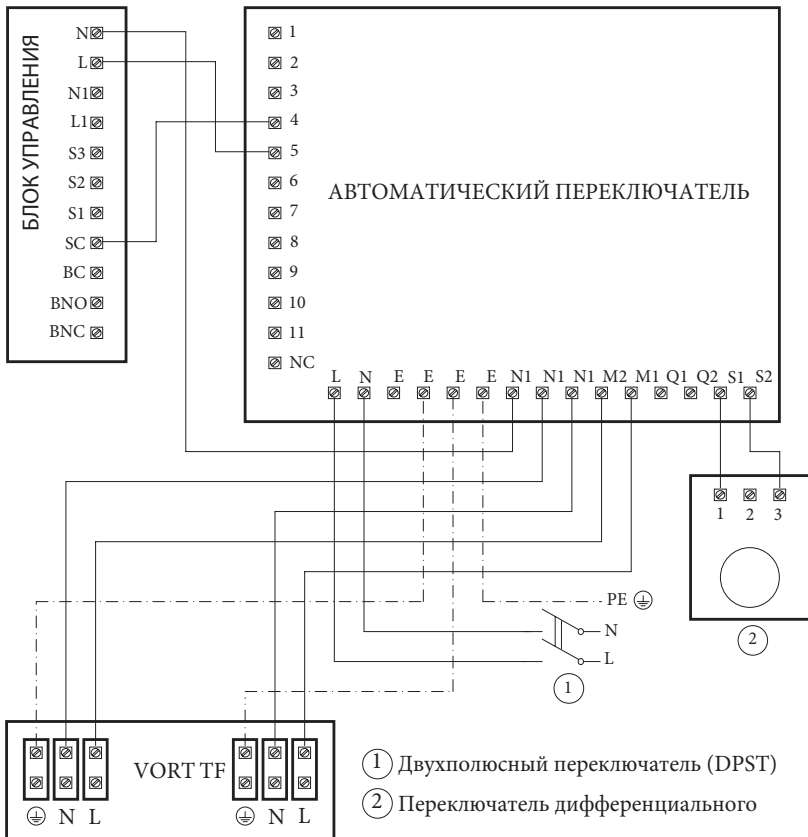 БЛОК УПРАВЛЕНИЯ
N
L
N1
L1
S3
S2
S1
SC
BC
BNO
BNC
1
2
3
4
5
6
7
8
9
10
11
NC
АВТОМАТИЧЕСКИЙ ПЕРЕКЛЮЧАТЕЛЬ
L N E E E E N1 N1 N1 M2 M1 Q1 Q2 S1 S2
1 2 3
2
PE
N
L
1
VORT TF
N L
N L
1 Двухполюсный переключатель (DPST)
2 Переключатель дифференциального